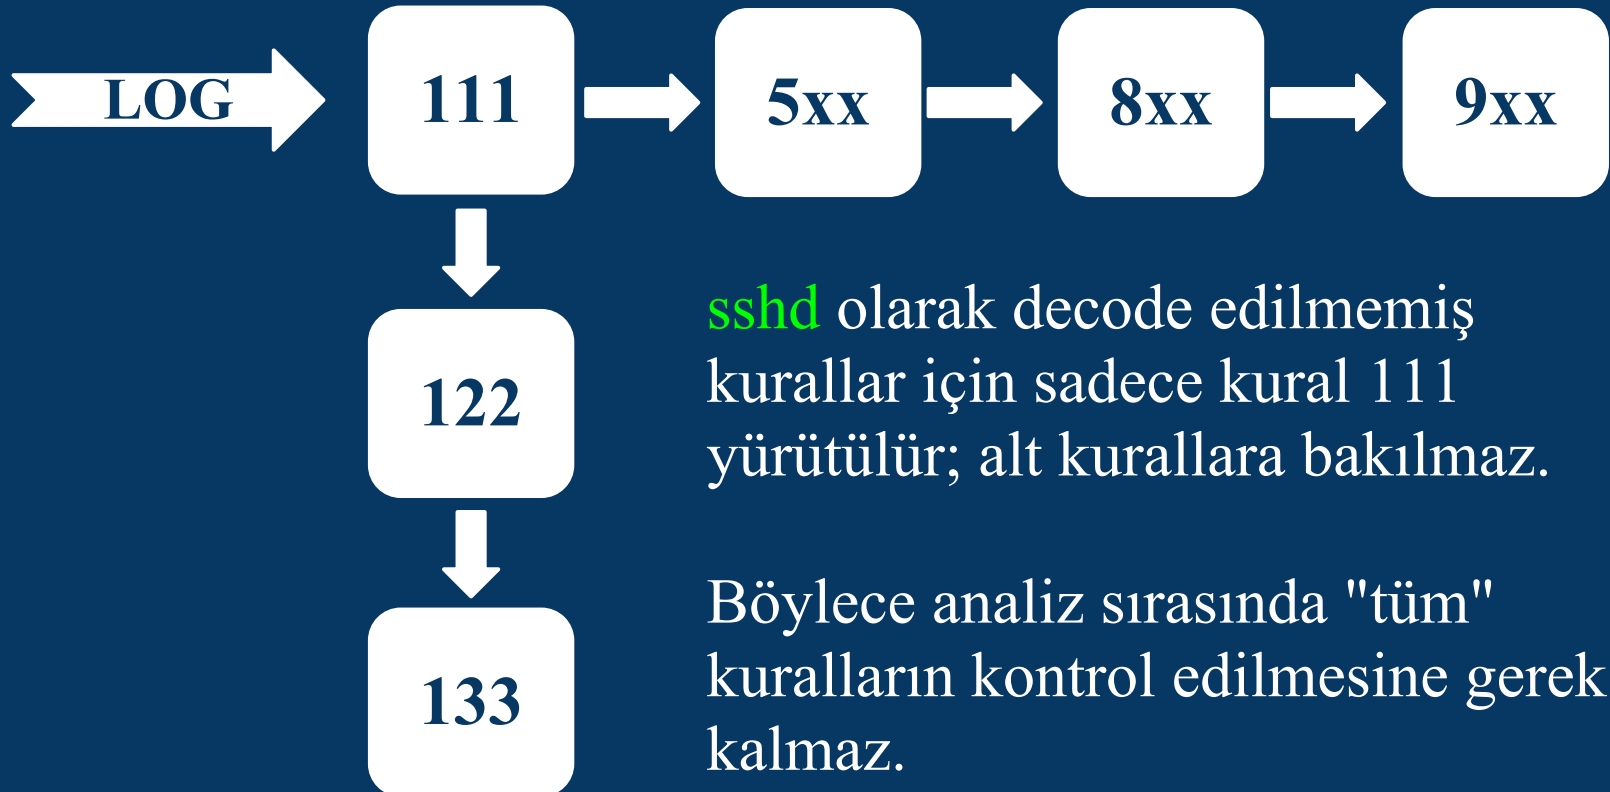 LOG
111
5xx
8xx
9xx
122
133
sshd olarak decode edilmemiş
kurallar için sadece kural 111
yürütülür; alt kurallara bakılmaz.
Böylece analiz sırasında "tüm"
kuralların kontrol edilmesine gerek
kalmaz.